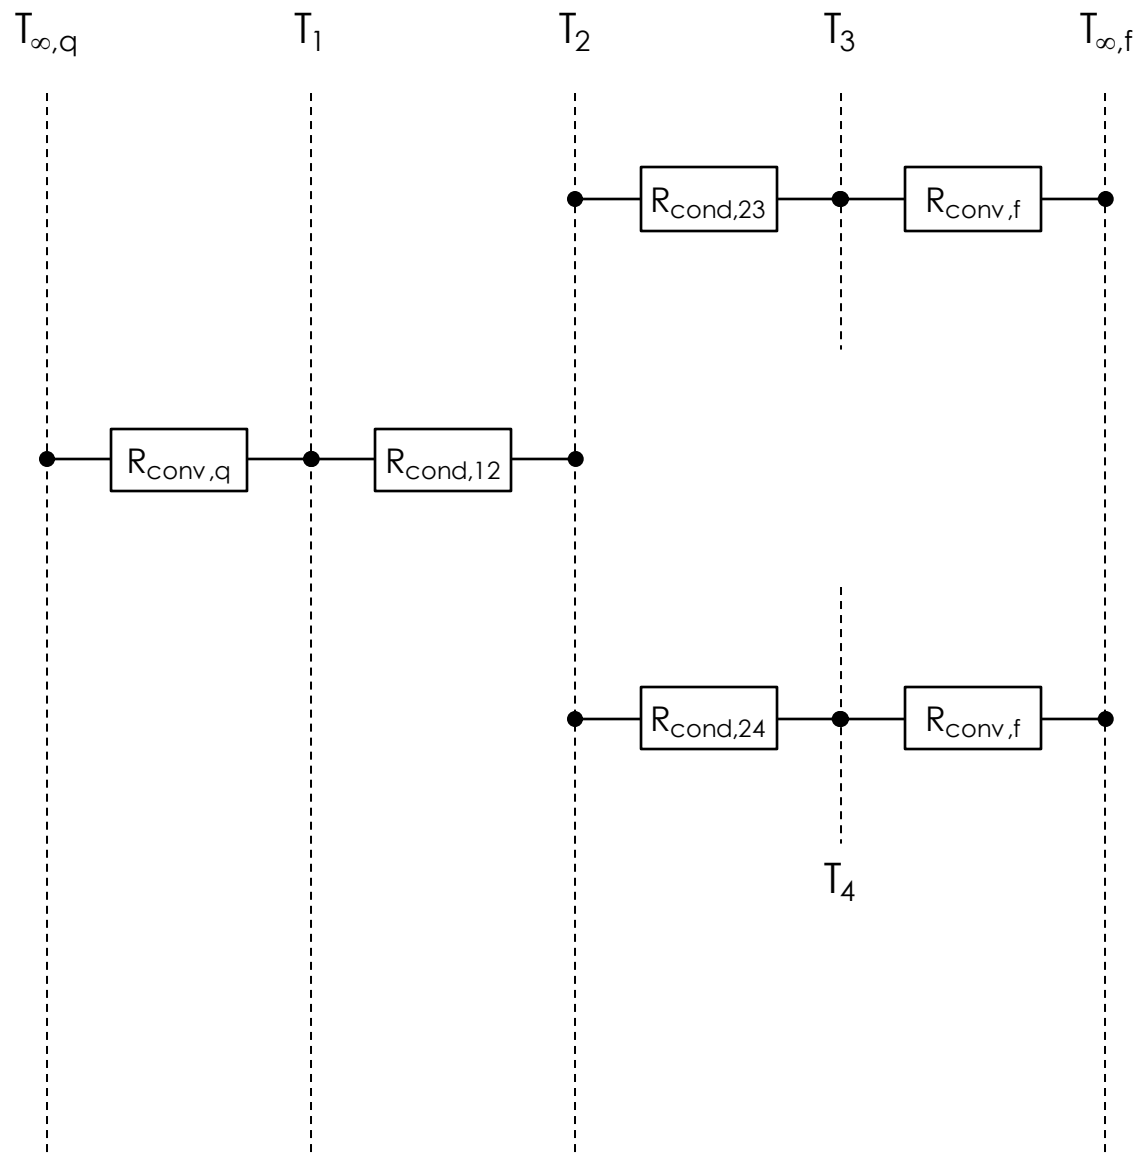 T∞,q T1 T2 T3 T∞,f
Rcond,23 Rconv,f
Rconv,q Rcond,12
Rcond,24 Rconv,f
T4